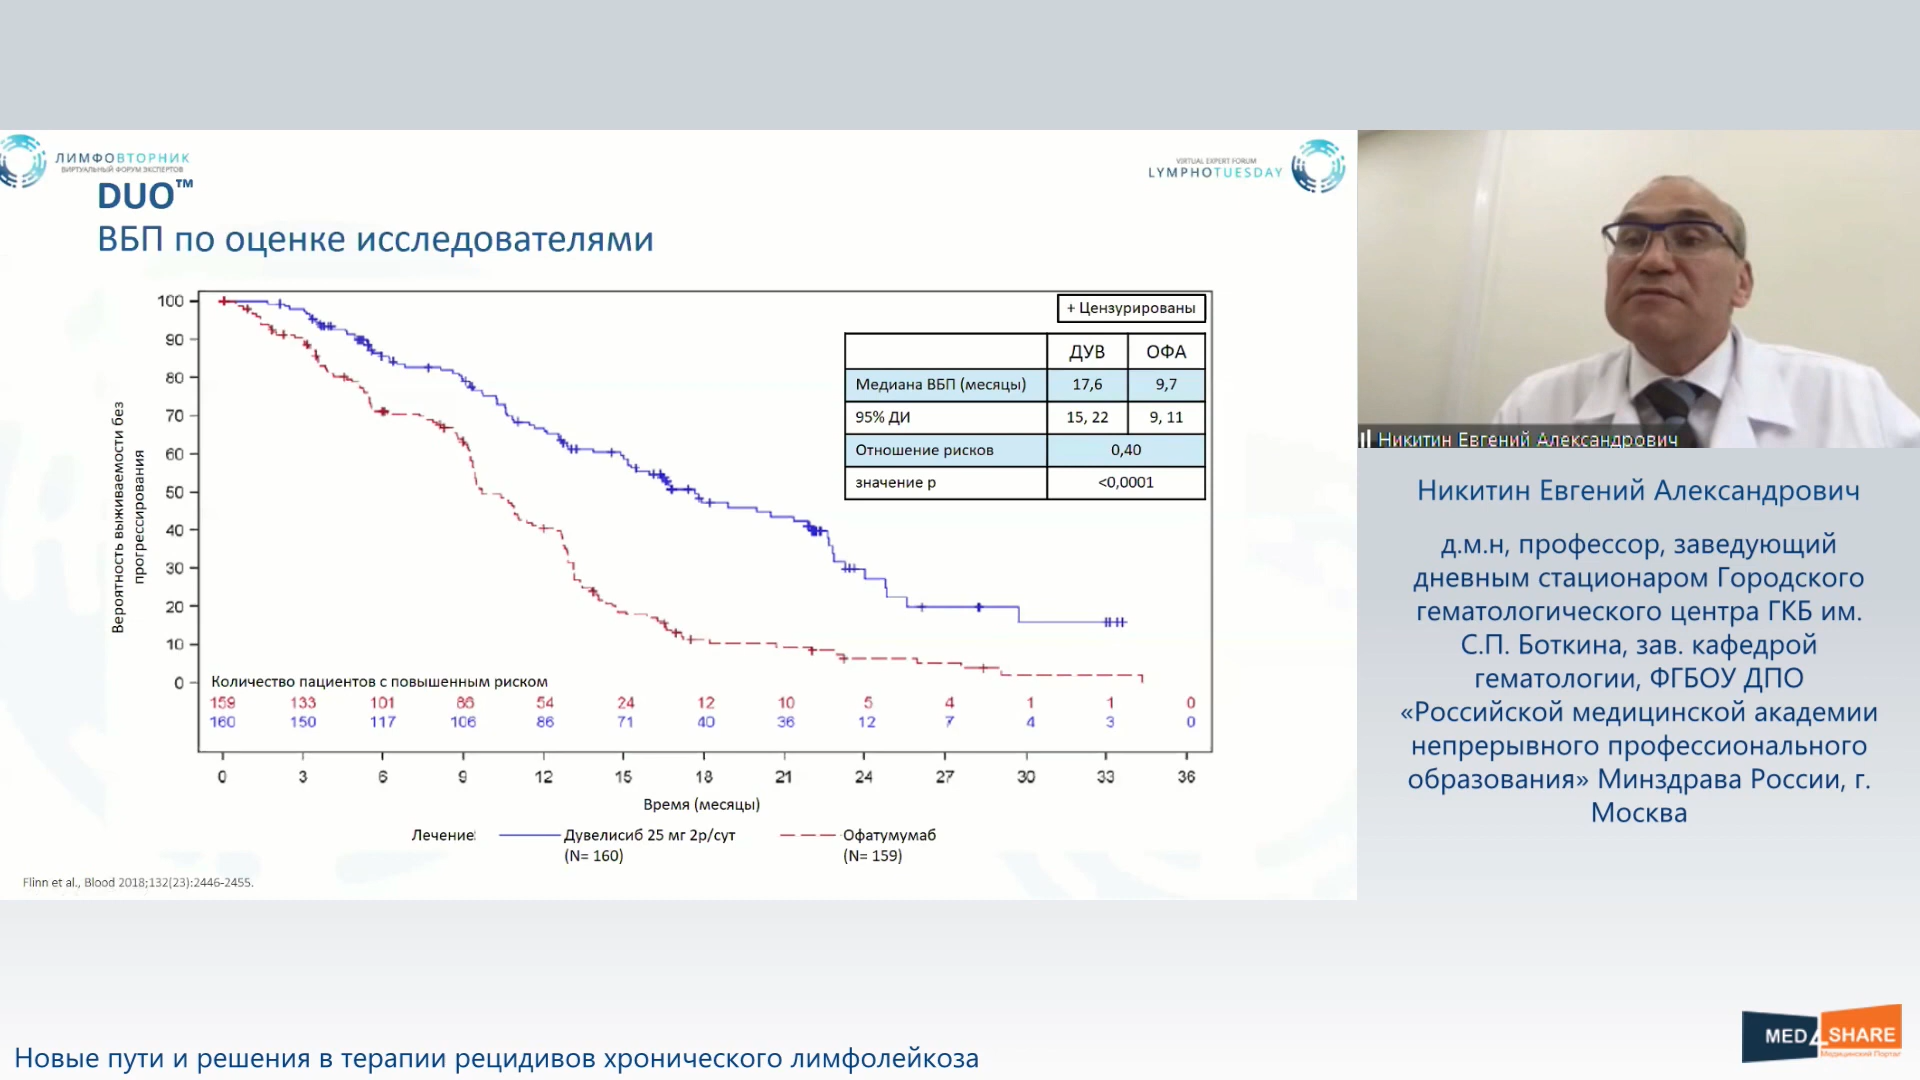 ЛИМФОВТОРНИК
ВИРТУАЛЬНЫЙ ФОРУМ ЭКСПЕРТОВ
VIRTUAL EXPERT FORUM
LYMPHOTUESDAY
DUO™
ВБП по оценке исследователями
Вероятность выживаемости без
прогрессирования
100
90
80
70
60
50
40
30
20
10
0
+ Цензурированы
ДУВ ОФА
Медиана ВБП (месяцы) 17,6 9,7
95% ДИ 15, 22 9, 11
Отношение рисков 0,40
значение р <0,0001
Количество пациентов с повышенным риском
159 133 101 86 54 24 12 10 5 4 1 1 0
160 150 117 106 86 71 40 36 12 7 4 3 0
0 3 6 9 12 15 18 21 24 27 30 33 36
Время (месяцы)
Лечение: Дувелисиб 25 мг 2р/сут Офатумумаб
(N= 160) (N= 159)
Flinn et al., Blood 2018;132(23):2446-2455.
Никитин Евгений Александрович
Никитин Евгений Александрович
д.м.н, профессор, заведующий
дневным стационаром Городского
гематологического центра ГКБ им.
С.П. Боткина, зав. кафедрой
гематологии, ФГБОУ ДПО
«Российской медицинской академии
непрерывного профессионального
образования» Минздрава России, г.
Москва
MED4SHARE
Медицинский Портал
Новые пути и решения в терапии рецидивов хронического лимфолейкоза